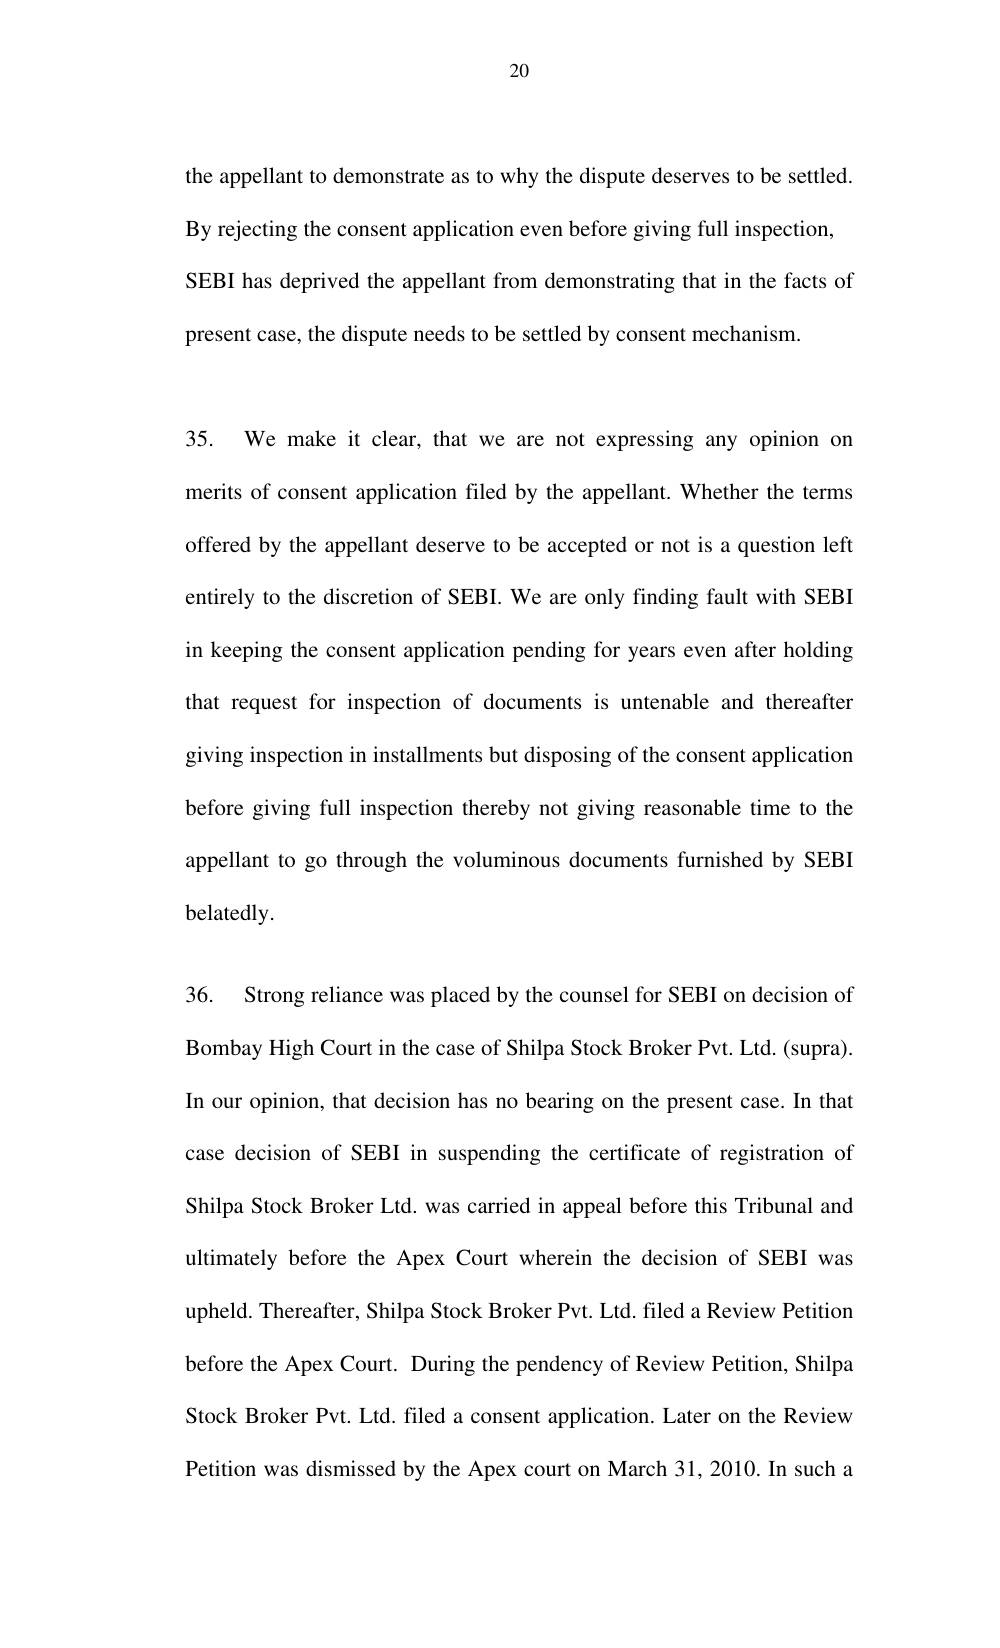 20
the appellant to demonstrate as to why the dispute deserves to be settled.
By rejecting the consent application even before giving full inspection,
SEBI has deprived the appellant from demonstrating that in the facts of
present case, the dispute needs to be settled by consent mechanism.
35. We make it clear, that we are not expressing any opinion on
merits of consent application filed by the appellant. Whether the terms
offered by the appellant deserve to be accepted or not is a question left
entirely to the discretion of SEBI. We are only finding fault with SEBI
in keeping the consent application pending for years even after holding
that request for inspection of documents is untenable and thereafter
giving inspection in installments but disposing of the consent application
before giving full inspection thereby not giving reasonable time to the
appellant to go through the voluminous documents furnished by SEBI
belatedly.
36. Strong reliance was placed by the counsel for SEBI on decision of
Bombay High Court in the case of Shilpa Stock Broker Pvt. Ltd. (supra).
In our opinion, that decision has no bearing on the present case. In that
case decision of SEBI in suspending the certificate of registration of
Shilpa Stock Broker Ltd. was carried in appeal before this Tribunal and
ultimately before the Apex Court wherein the decision of SEBI was
upheld. Thereafter, Shilpa Stock Broker Pvt. Ltd. filed a Review Petition
before the Apex Court.  During the pendency of Review Petition, Shilpa
Stock Broker Pvt. Ltd. filed a consent application. Later on the Review
Petition was dismissed by the Apex court on March 31, 2010. In such a